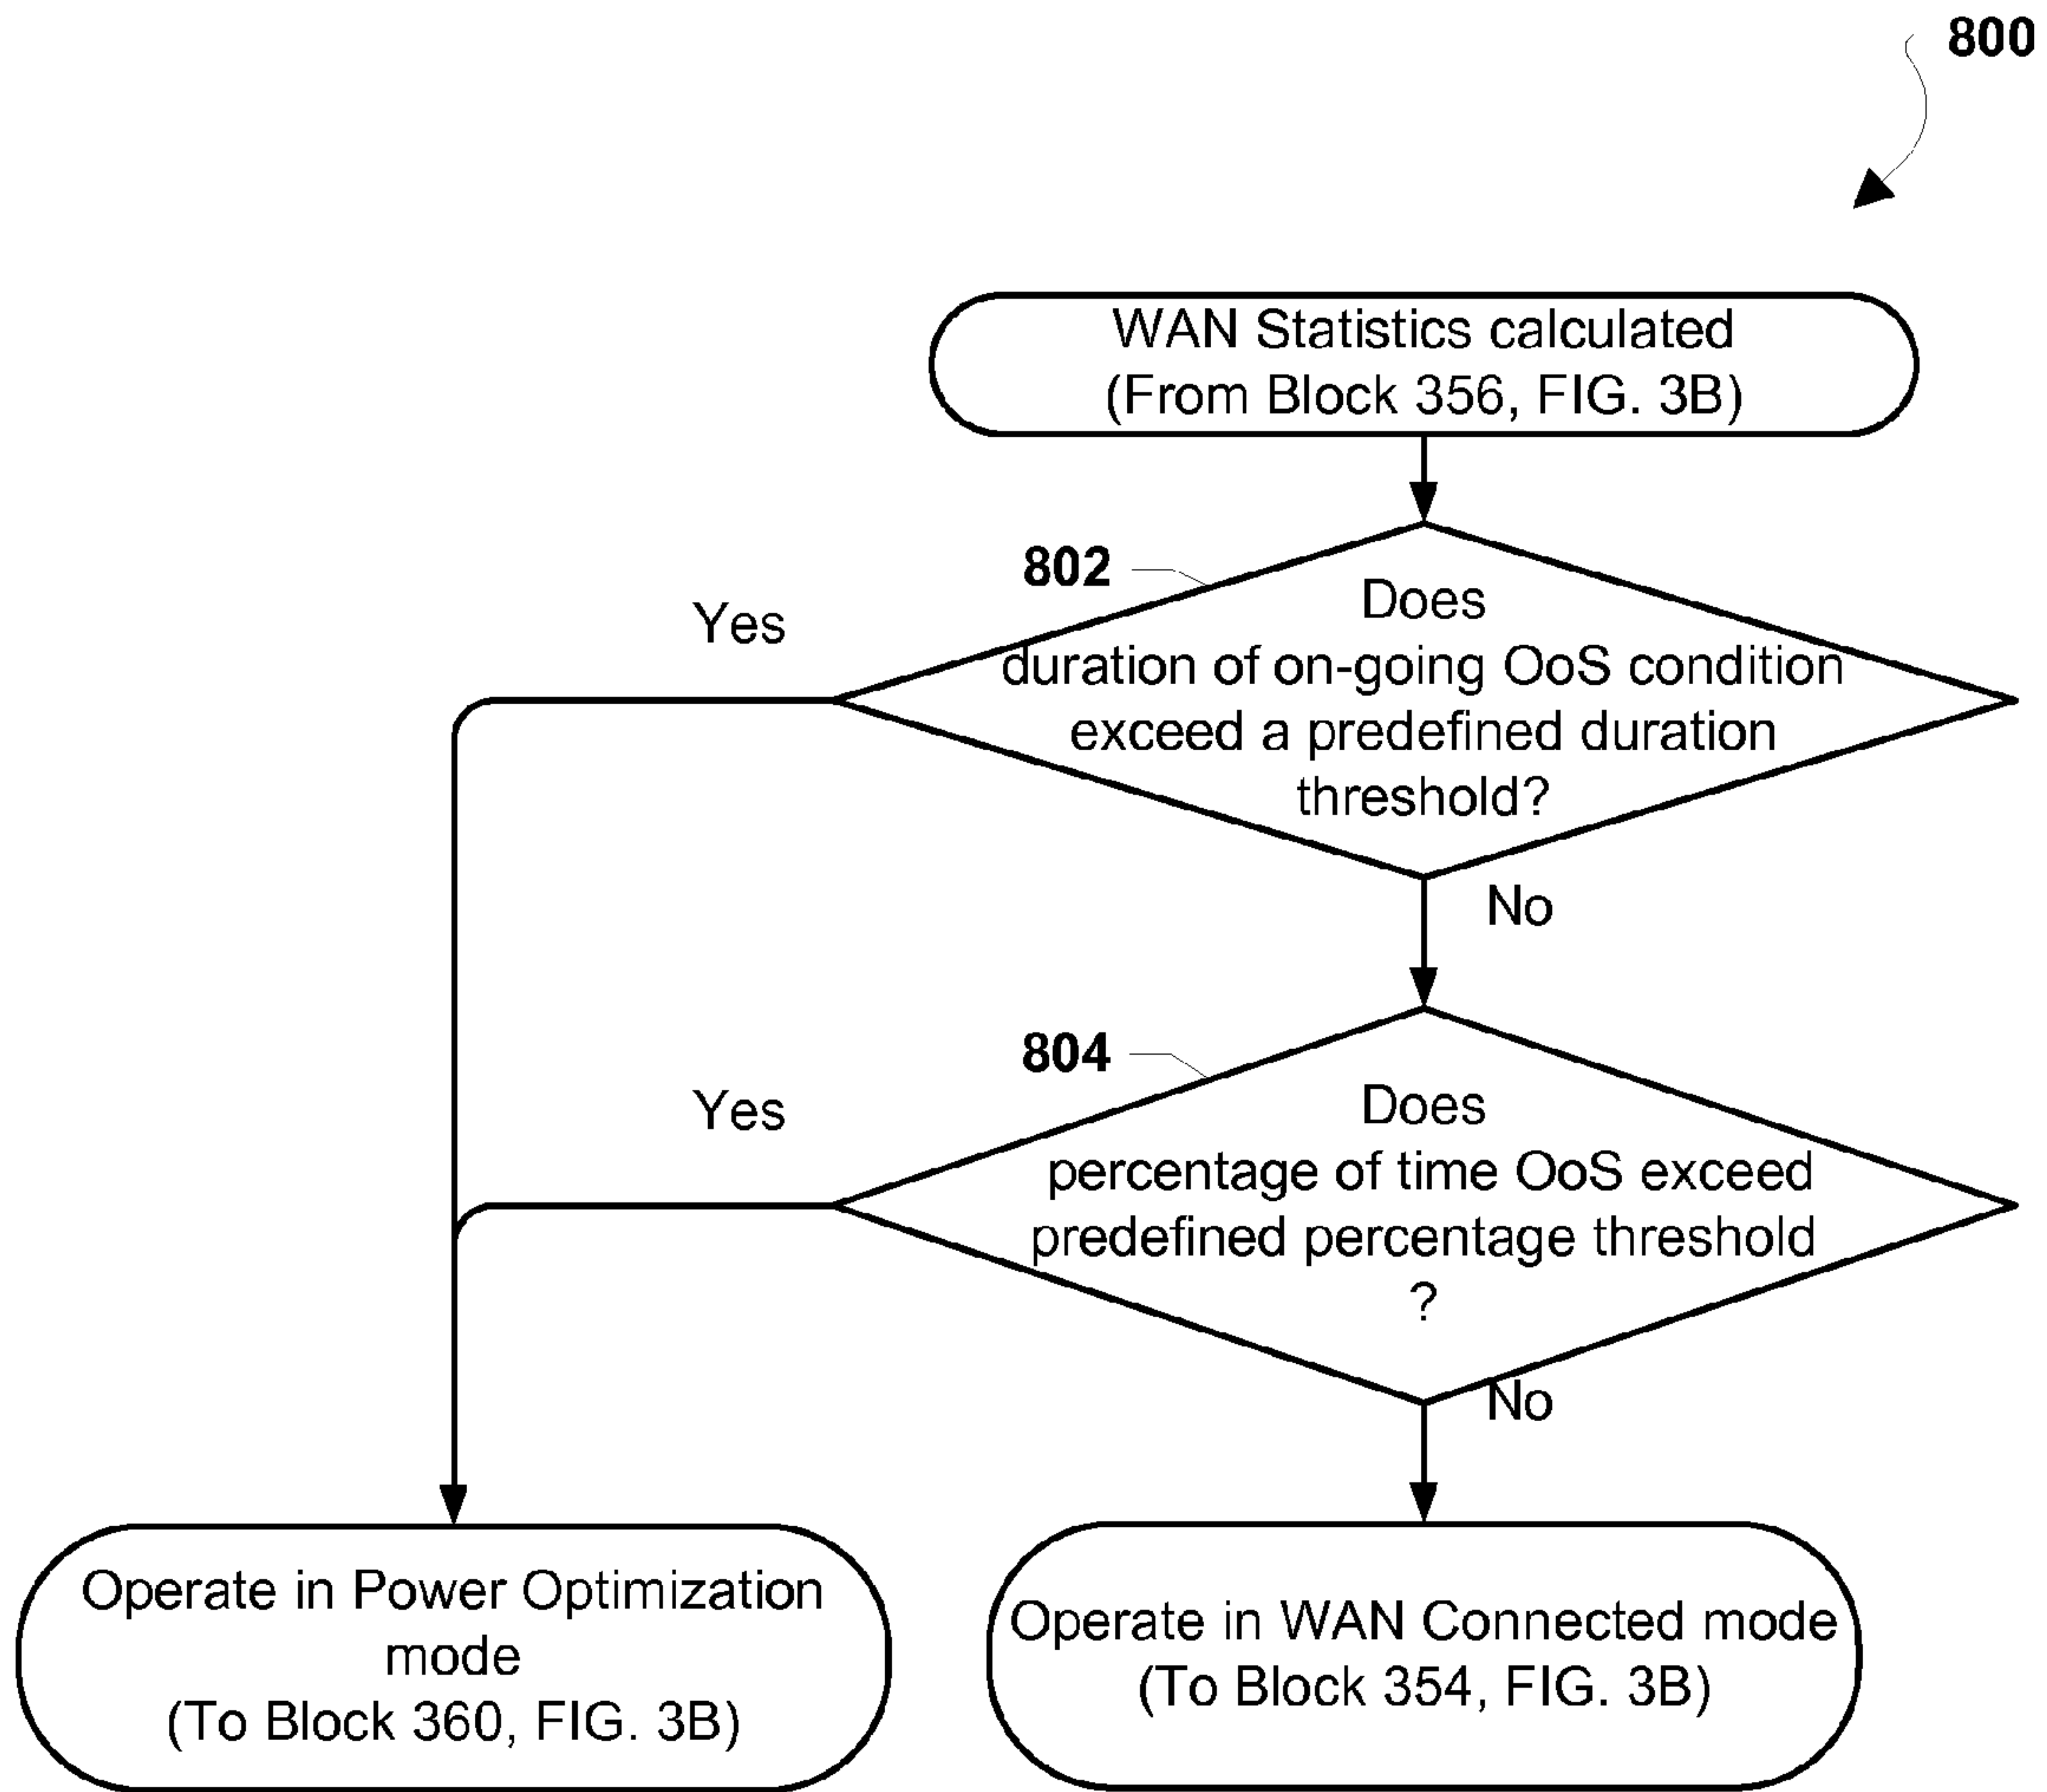 800
WAN Statistics calculated
(From Block 356, FIG. 3B)
802
Yes
Does
duration of on-going OoS condition
exceed a predefined duration
threshold?
No
804
Yes
Does
percentage of time OoS exceed
predefined percentage threshold
?
No
Operate in Power Optimization
mode
(To Block 360, FIG. 3B)
Operate in WAN Connected mode
(To Block 354, FIG. 3B)